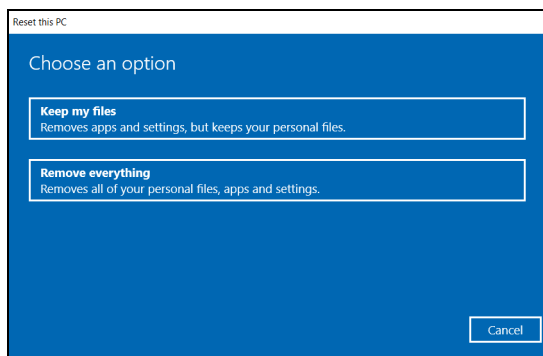 Reset this PC
Choose an option
Keep my files
Removes apps and settings, but keeps your personal files.
Remove everything
Removes all of your personal files, apps and settings.
Cancel